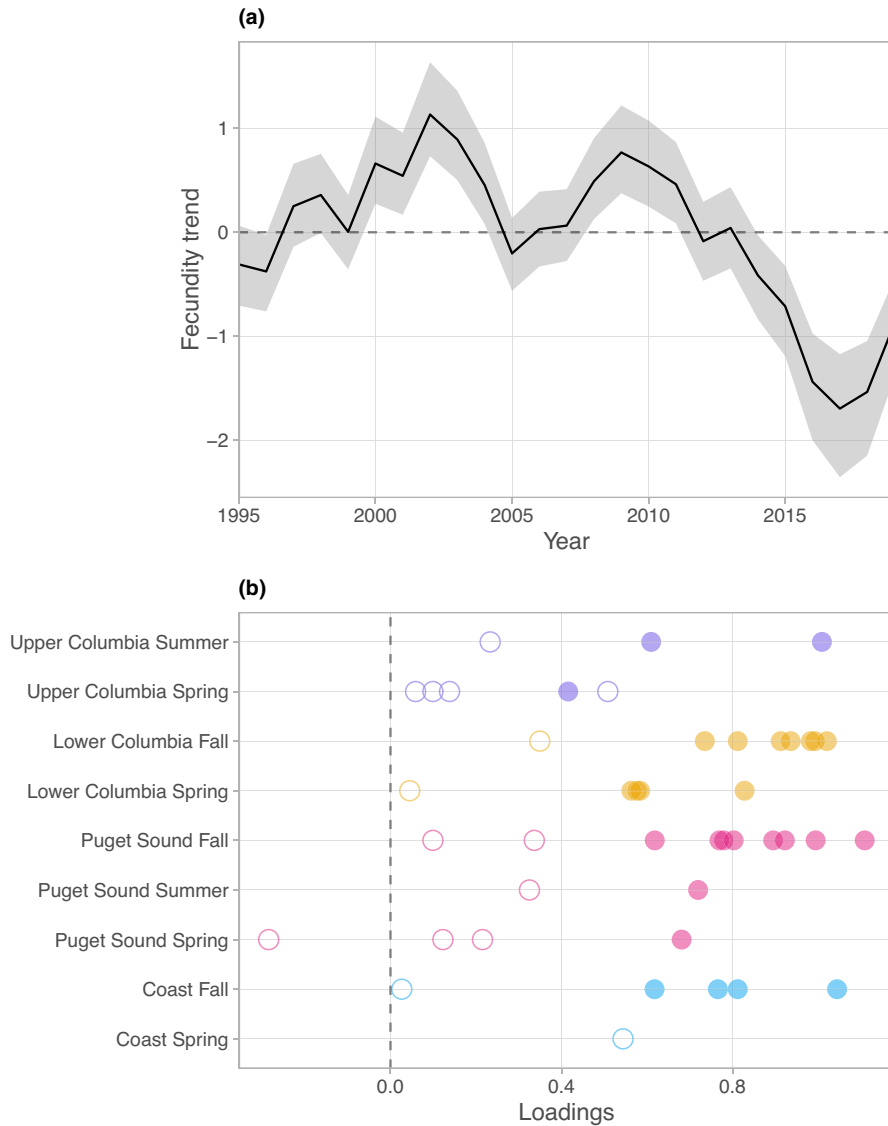 (a)
1
0
−1
−2
Fecundity trend
1995
2000
2005
2010
2015
Year
(b)
Upper Columbia Summer
Upper Columbia Spring
Lower Columbia Fall
Lower Columbia Spring
Puget Sound Fall
Puget Sound Summer
Puget Sound Spring
Coast Fall
Coast Spring
0.0
0.4
0.8
Loadings